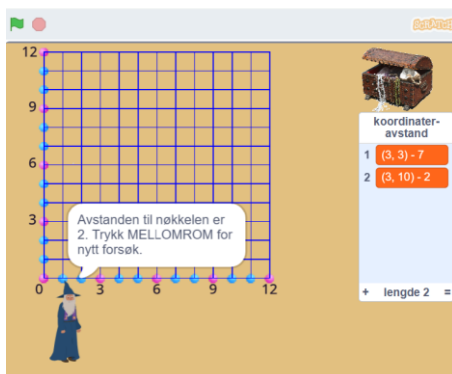 SCRATCH
12
9
6
3
0 3 6 9 12
Avstanden til nøkkelen er
2. Trykk MELLOMROM for
nytt forsøk.
koordinater-
avstand
1 (3, 3) - 7
2 (3, 10) - 2
+ lengde 2 =